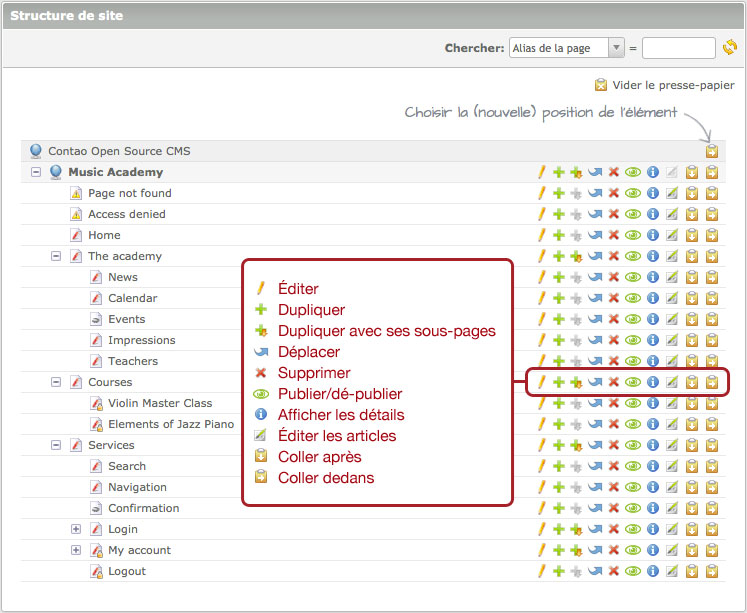 Structure de site
Chercher: Alias de la page =
Vider le presse-papier
Choisir la (nouvelle) position de l'élément
Contao Open Source CMS
Music Academy
Page not found
Access denied
Home
The academy
News
Calendar
Events
Impressions
Teachers
Courses
Violin Master Class
Elements of Jazz Piano
Services
Search
Navigation
Confirmation
Login
My account
Logout
Éditer
Dupliquer
Dupliquer avec ses sous-pages
Déplacer
Supprimer
Publier/dé-publier
Afficher les détails
Éditer les articles
Coller après
Coller dedans